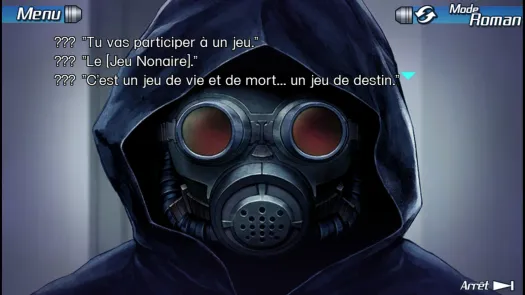 Menu
Mode
Roman
??? "Tu vas participer à un jeu."
??? "Le [Jeu Nonaire]."
??? "C'est un jeu de vie et de mort... un jeu de destin."
Arrêt